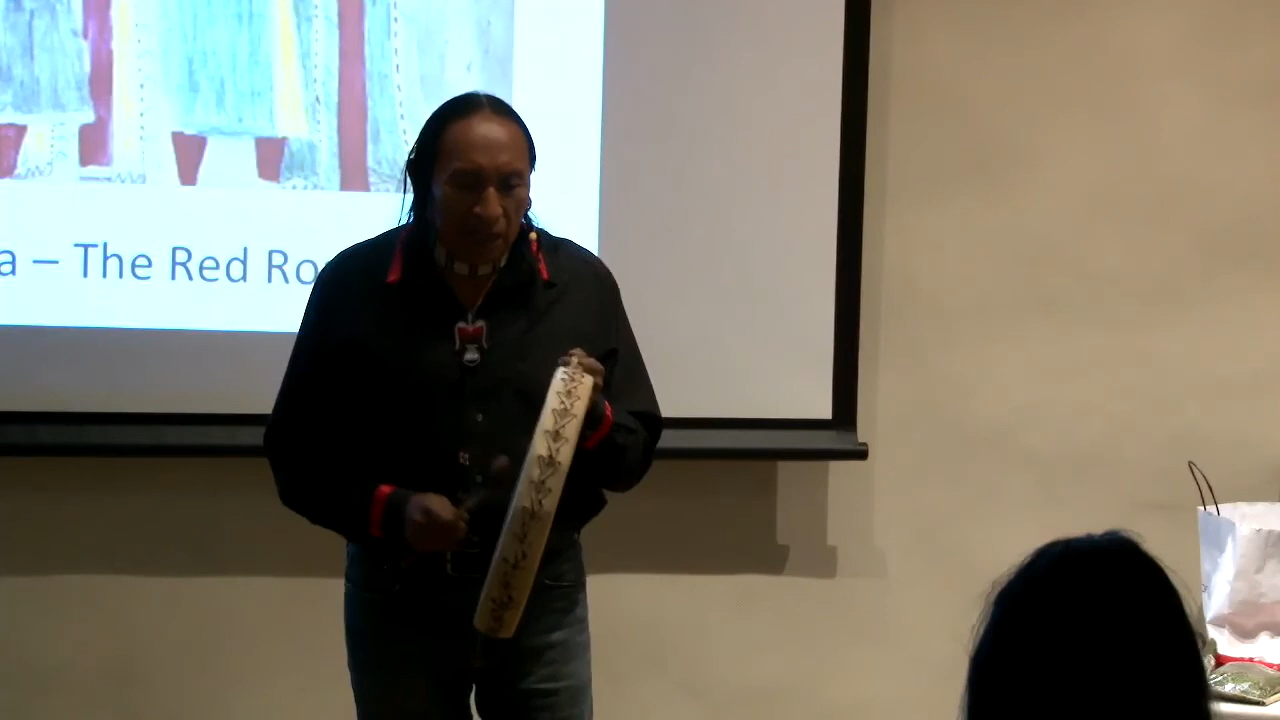 a – The Red Ro